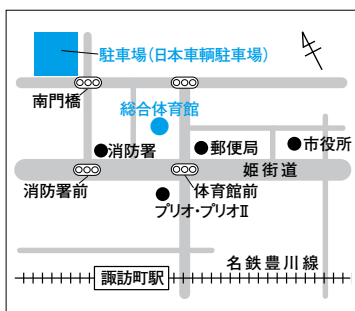 駐車場(日本車輌駐車場)
南門橋
総合体育館
消防署
郵便局
市役所
姫街道
消防署前
体育館前
プリオ・プリオⅡ
名鉄豊川線
諏訪町駅